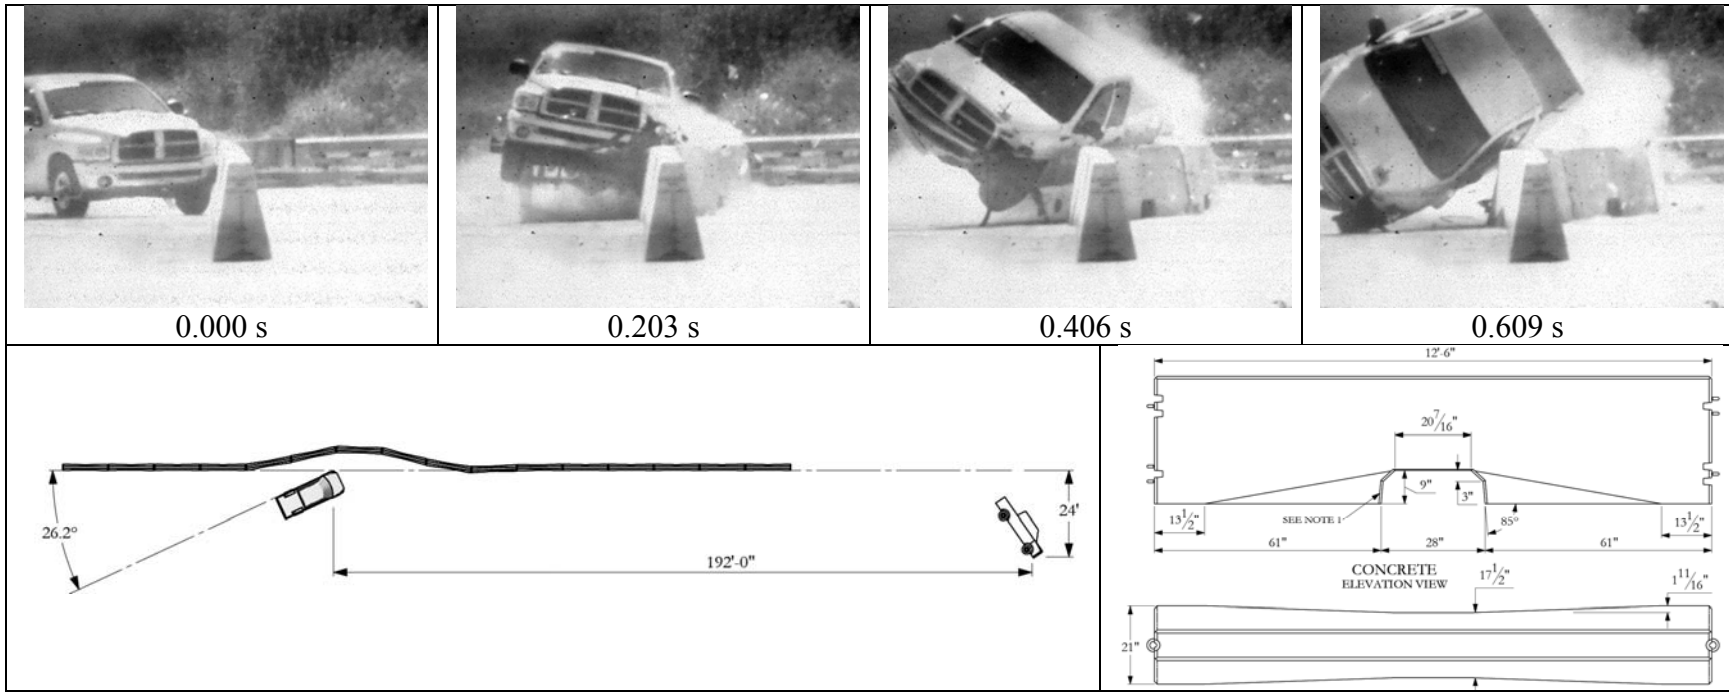 0.000 s
0.203 s
0.406 s
0.609 s
26.2°
192'-0"
24'
12'-6"
20 7/16"
9"
3"
SEE NOTE 1
85°
13 1/2"
13 1/2"
61"
28"
61"
CONCRETE
ELEVATION VIEW
17 1/2"
1 11/16"
21"